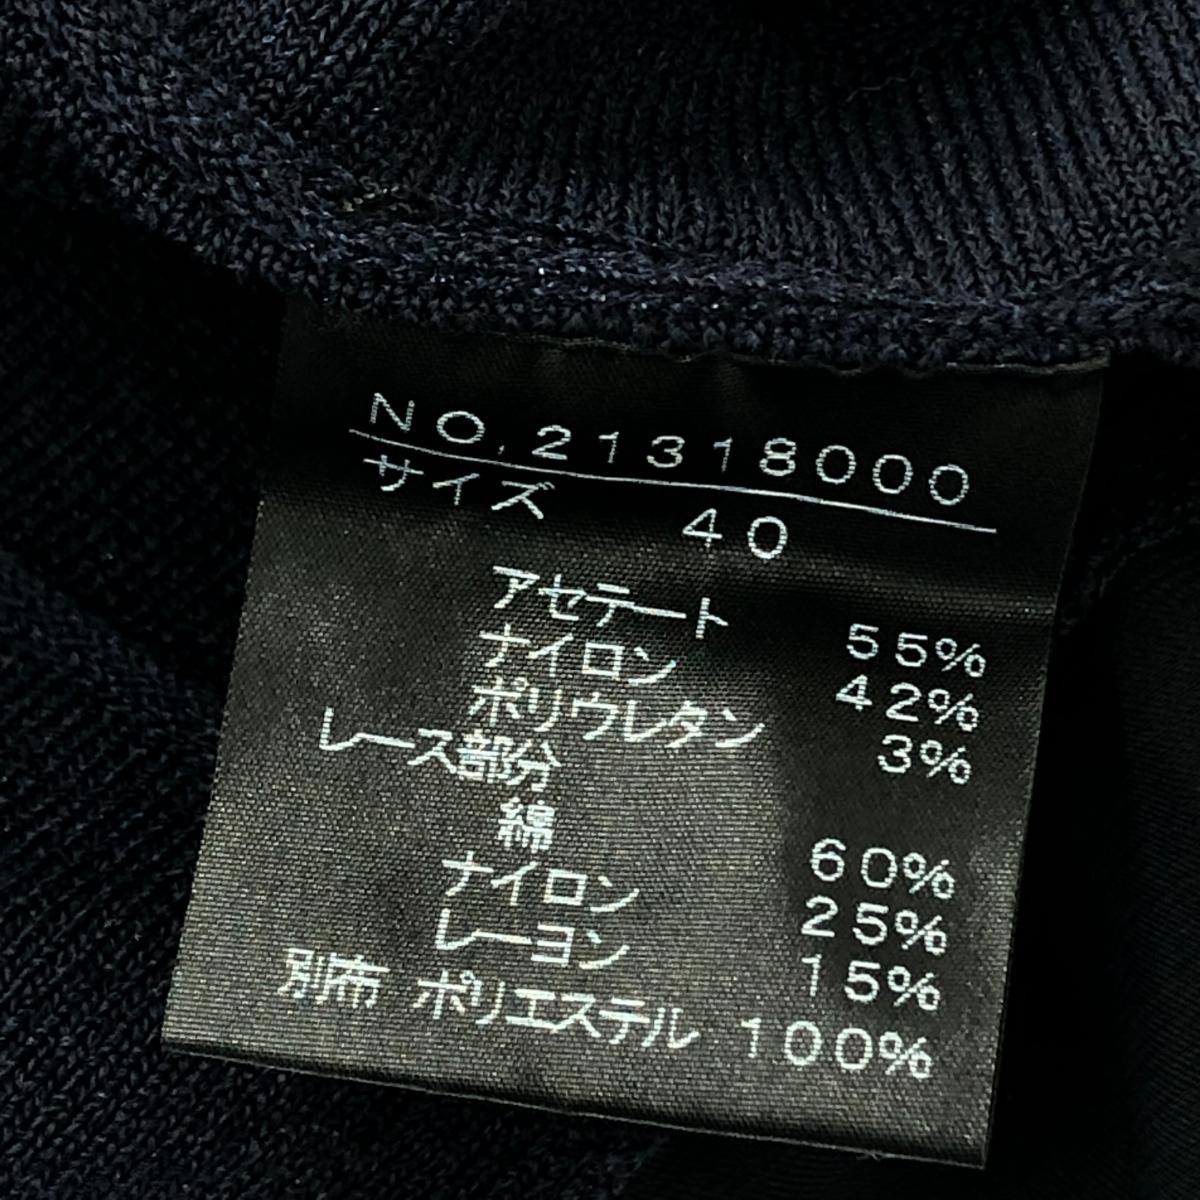 NO.21318000
サイズ 40
アセテート 55%
ナイロン 42%
ポリウレタン 3%
レース部分
綿 60%
ナイロン 25%
レーヨン 15%
別布 ポリエステル 100%